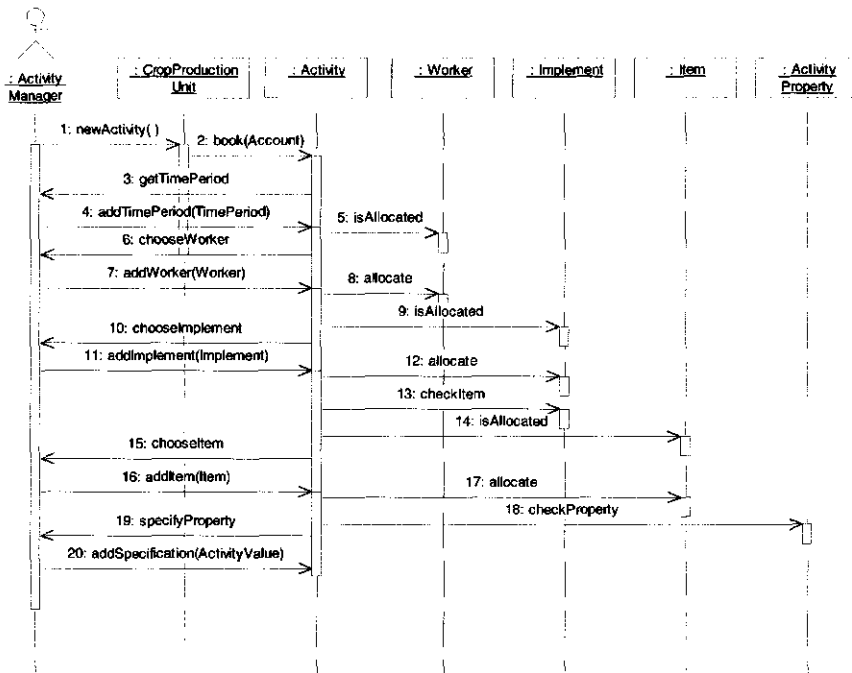 : Activity
Manager
: CropProduction
Unit
: Activity
: Worker
: Implement
: Item
: Activity
Property
1: newActivity( )
2: book(Account)
3: getTimePeriod
4: addTimePeriod(TimePeriod)
5: isAllocated
6: chooseWorker
7: addWorker(Worker)
8: allocate
9: isAllocated
10: chooseImplement
11: addImplement(Implement)
12: allocate
13: checkItem
14: isAllocated
15: chooseItem
16: addItem(Item)
17: allocate
18: checkProperty
19: specifyProperty
20: addSpecification(ActivityValue)